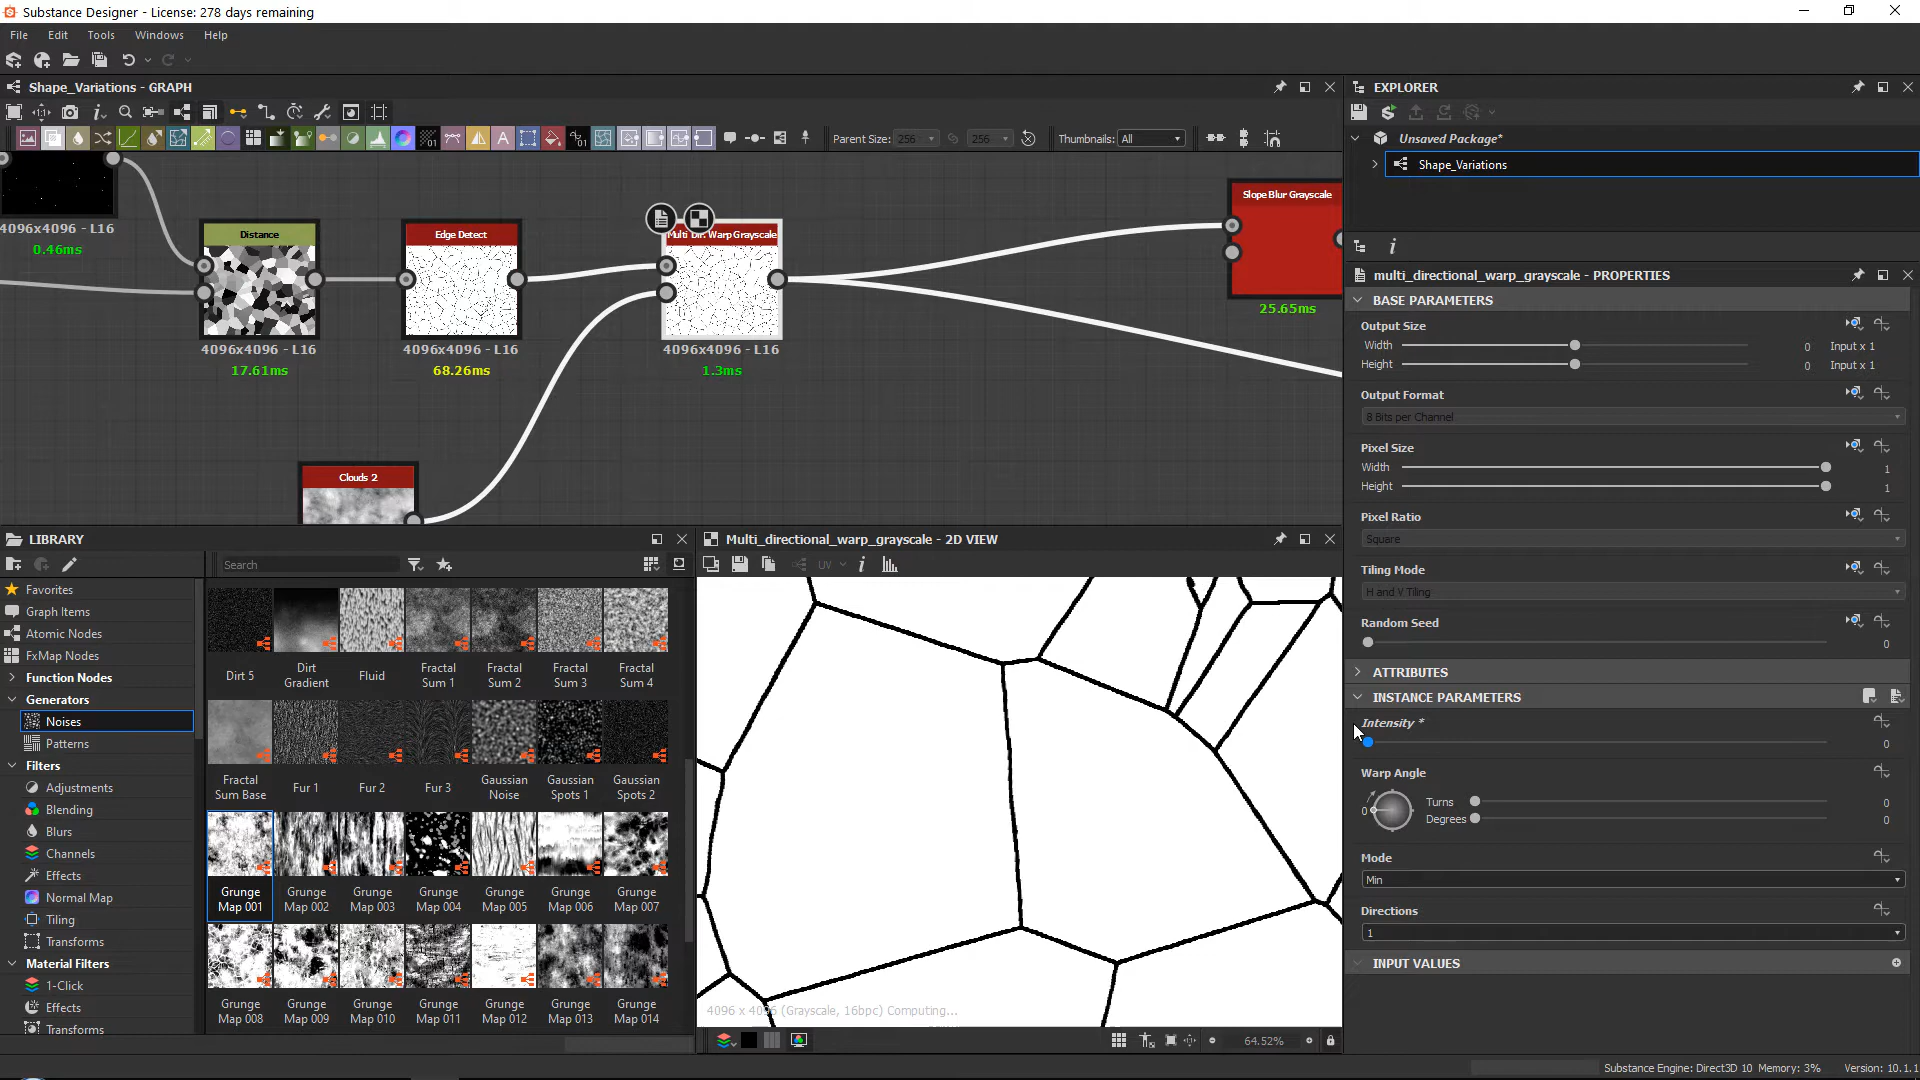 Substance Designer - License: 278 days remaining
File Edit Tools Windows Help
Shape_Variations - GRAPH
Parent Size: 256 256 Thumbnails: All
4096x4096 - L16
0.46ms
Distance
4096x4096 - L16
17.61ms
Edge Detect
4096x4096 - L16
68.26ms
Multi Dir. Warp Grayscale
4096x4096 - L16
1.3ms
Slope Blur Grayscale
25.65ms
Clouds 2
EXPLORER
Unsaved Package*
Shape_Variations
multi_directional_warp_grayscale - PROPERTIES
BASE PARAMETERS
Output Size
Width 0 Input x 1
Height 0 Input x 1
Output Format
8 Bits per Channel
Pixel Size
Width 1
Height 1
Pixel Ratio
Square
Tiling Mode
H and V Tiling
Random Seed
0
ATTRIBUTES
INSTANCE PARAMETERS
Intensity *
0
Warp Angle
0 Turns 0
Degrees 0
Mode
Min
Directions
1
INPUT VALUES
LIBRARY
Search
Favorites
Graph Items
Atomic Nodes
FxMap Nodes
Function Nodes
Generators
Noises
Patterns
Filters
Adjustments
Blending
Blurs
Channels
Effects
Normal Map
Tiling
Transforms
Material Filters
1-Click
Effects
Transforms
Dirt 5
Dirt Gradient
Fluid
Fractal Sum 1
Fractal Sum 2
Fractal Sum 3
Fractal Sum 4
Fractal Sum Base
Fur 1
Fur 2
Fur 3
Gaussian Noise
Gaussian Spots 1
Gaussian Spots 2
Grunge Map 001
Grunge Map 002
Grunge Map 003
Grunge Map 004
Grunge Map 005
Grunge Map 006
Grunge Map 007
Grunge Map 008
Grunge Map 009
Grunge Map 010
Grunge Map 011
Grunge Map 012
Grunge Map 013
Grunge Map 014
Multi_directional_warp_grayscale - 2D VIEW
UV
4096 x 4096 (Grayscale, 16bpc) Computing...
64.52%
Substance Engine: Direct3D 10 Memory: 3% Version: 10.1.1